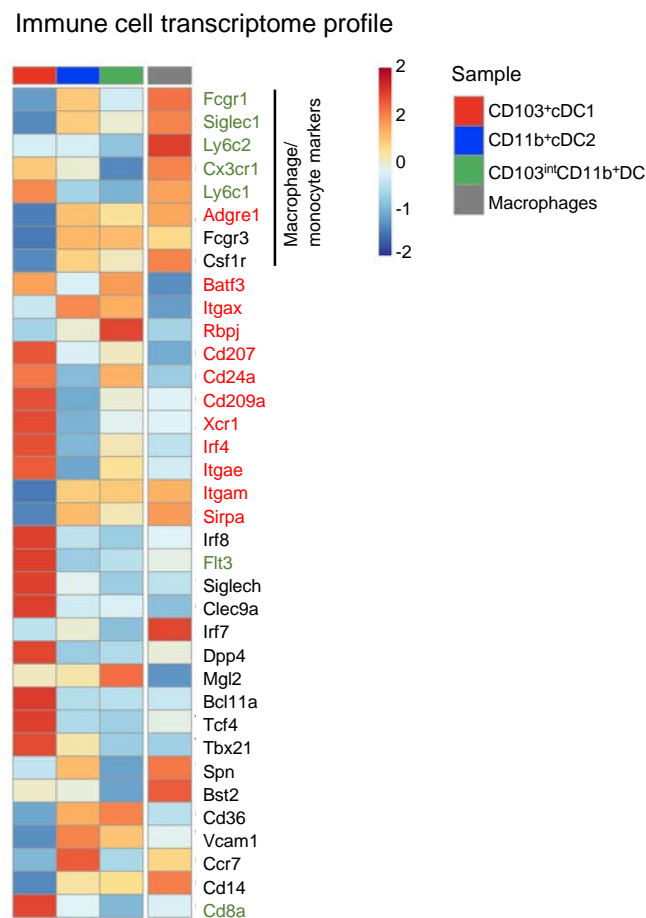 Immune cell transcriptome profile
Fcgr1
Siglec1
Ly6c2
Cx3cr1
Ly6c1
Adgre1
Fcgr3
Csf1r
Batf3
Itgax
Rbpj
Cd207
Cd24a
Cd209a
Xcr1
Irf4
Itgae
Itgam
Sirpa
Irf8
Flt3
Siglech
Clec9a
Irf7
Dpp4
Mgl2
Bcl11a
Tcf4
Tbx21
Spn
Bst2
Cd36
Vcam1
Ccr7
Cd14
Cd8a
Macrophage/
monocyte markers
2
2
0
-1
-2
Sample
CD103+cDC1
CD11b+cDC2
CD103intCD11b+DC
Macrophages